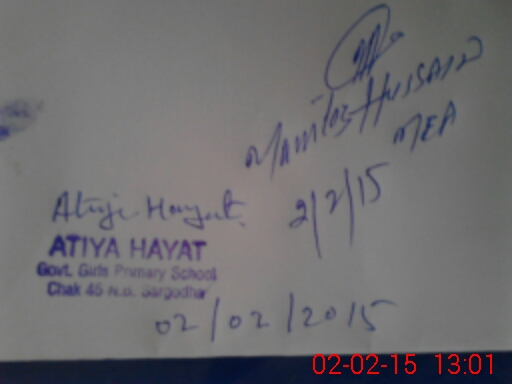 HUSSAIN
MEA
2/2/15
Atiya Hayat
ATIYA HAYAT
Govt. Girls Primary School
Chak 45 N.B. Sargodha
02/02/2015
02-02-15 13:01